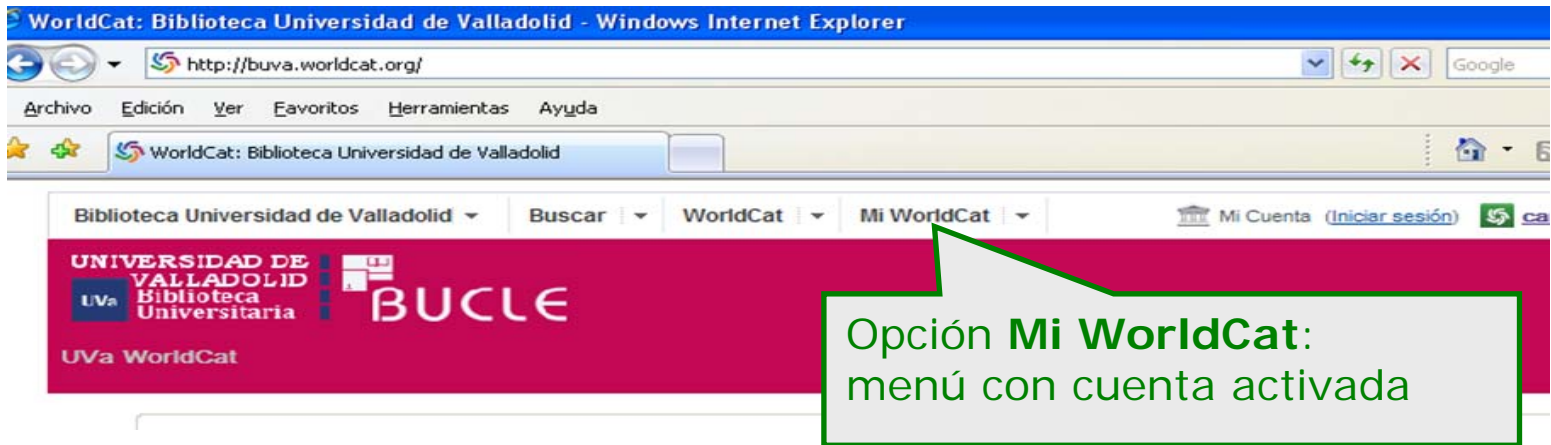 WorldCat: Biblioteca Universidad de Valladolid - Windows Internet Explorer
http://buva.worldcat.org/
Google
Archivo Edición Ver Favoritos Herramientas Ayuda
WorldCat: Biblioteca Universidad de Valladolid
Biblioteca Universidad de Valladolid Buscar WorldCat Mi WorldCat Mi Cuenta (Iniciar sesión)
UNIVERSIDAD DE
VALLADOLID
UVa Biblioteca
Universitaria
BUCLE
UVa WorldCat
Opción Mi WorldCat:
menú con cuenta activada